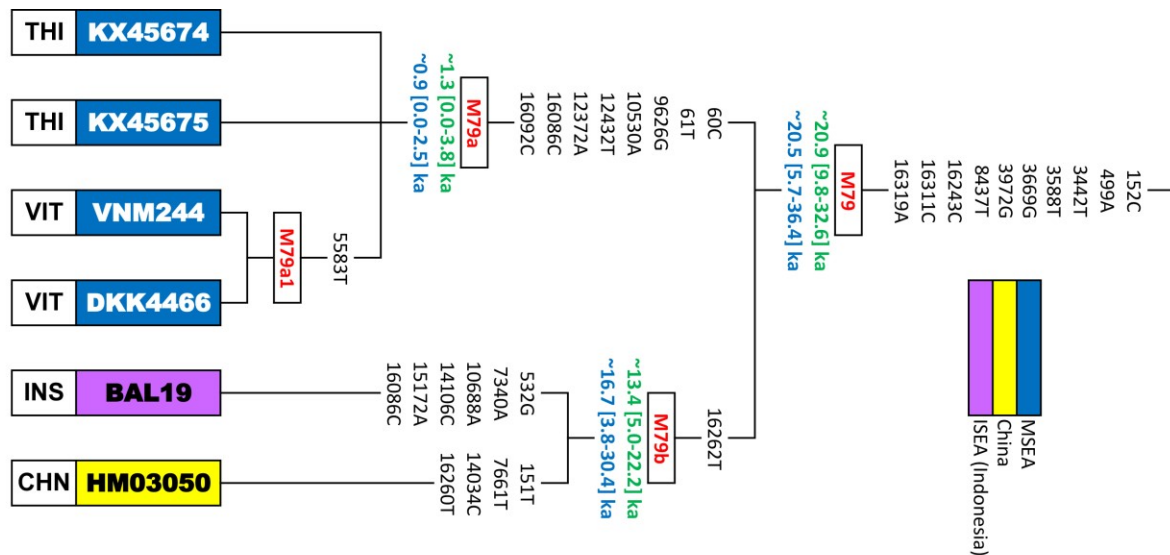 THI KX45674
THI KX45675
VIT VNM244
VIT DKK4466
INS BAL19
CHN HM03050
M79a1
5583T
~1.3 [0.0-3.8] ka
~0.9 [0.0-2.5] ka
M79a
60C
61T
9626G
10530A
12432T
12372A
16086C
16092C
532G
7340A
10688A
14106C
15172A
16086C
151T
7661T
14034C
16260T
~13.4 [5.0-22.2] ka
~16.7 [3.8-30.4] ka
M79b
16262T
~20.9 [9.8-32.6] ka
~20.5 [5.7-36.4] ka
M79
152C
499A
3442T
3588T
3669G
3972G
8437T
16243C
16311C
16319A
MSEA
China
ISEA (Indonesia)